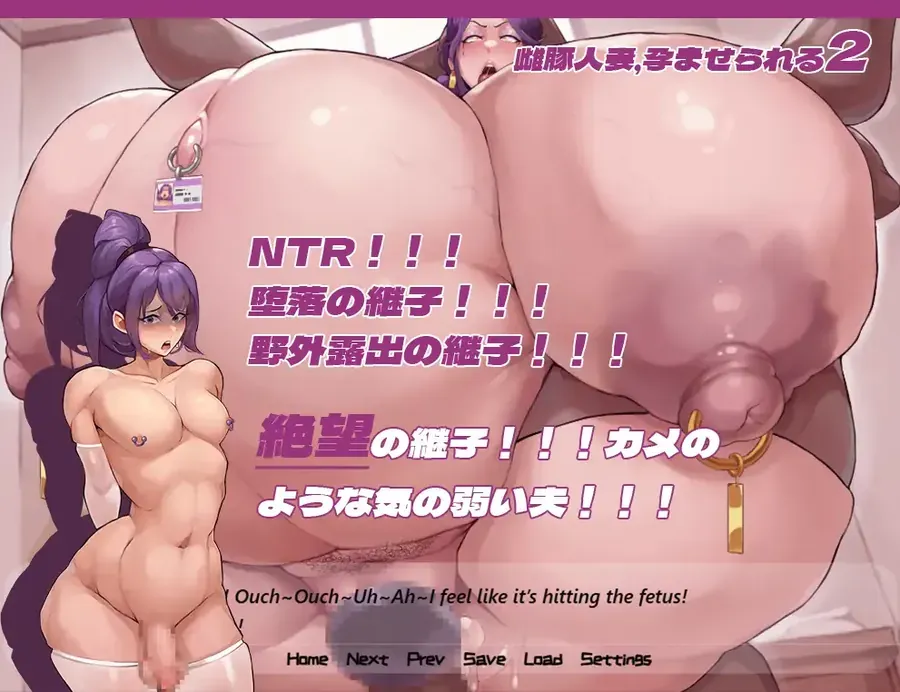 雌豚人妻,孕ませられる2
NTR！！！
堕落の継子！！！
野外露出の継子！！！
絶望の継子！！！カメの
ような気の弱い夫！！！
Ouch~Ouch~Uh~Ah~I feel like it's hitting the fetus!
!
Home Next Prev Save Load Settings